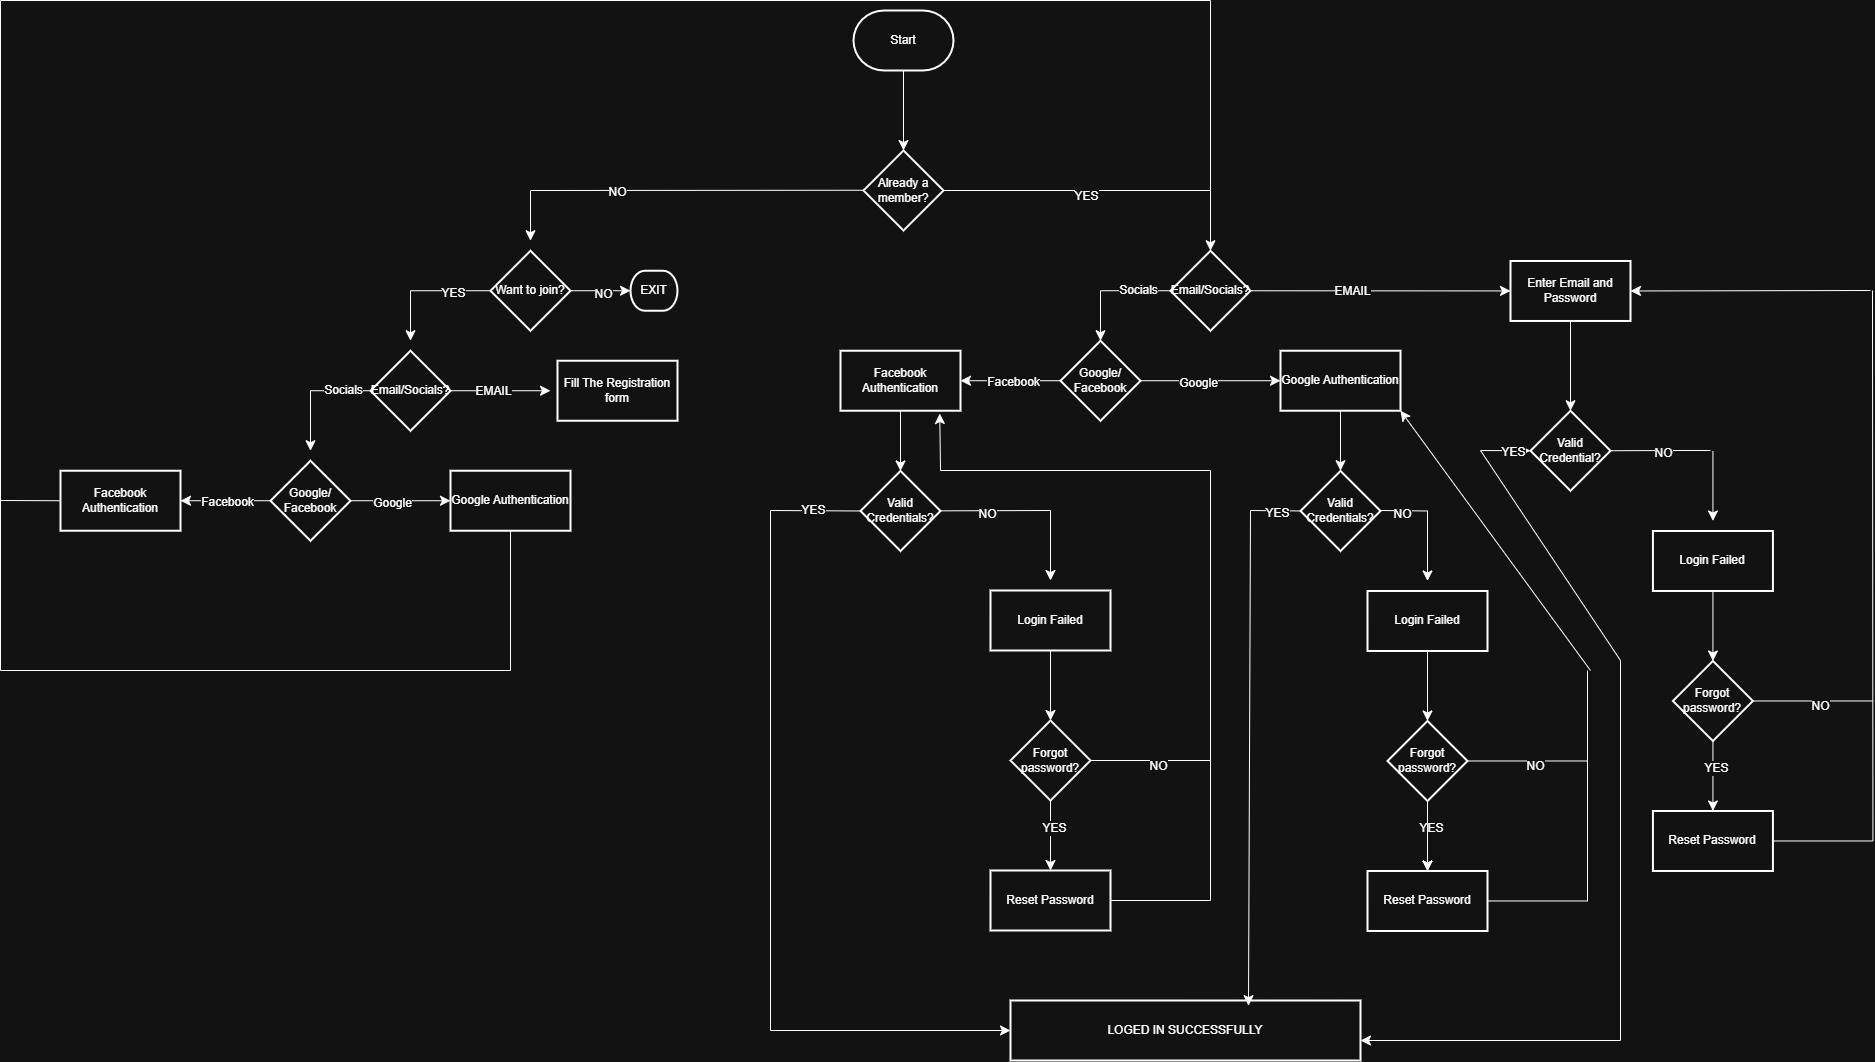 Start
Already a
member?
NO
YES
Want to join?
YES
NO
EXIT
Email/Socials?
Socials
EMAIL
Enter Email and
Password
Email/Socials?
Socials
EMAIL
Fill The Registration
form
Facebook
Authentication
Facebook
Google/
Facebook
Google
Google Authentication
Facebook
Authentication
Facebook
Google/
Facebook
Google
Google Authentication
YES
Valid
Credential?
NO
YES
Valid
Credentials?
NO
YES
Valid
Credentials?
NO
Login Failed
Login Failed
Login Failed
Forgot
password?
NO
YES
Forgot
password?
NO
YES
Forgot
password?
NO
YES
Reset Password
Reset Password
Reset Password
LOGED IN SUCCESSFULLY